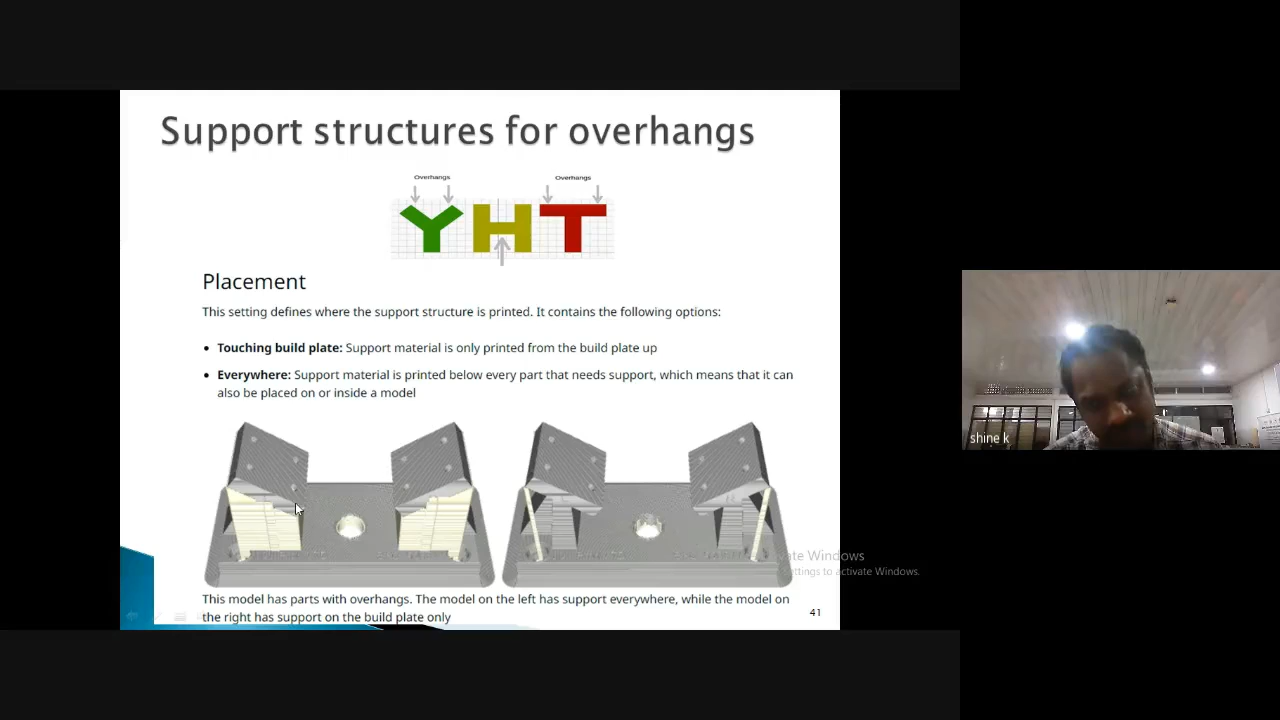 Support structures for overhangs
Overhangs
Overhangs
YHT
Placement
This setting defines where the support structure is printed. It contains the following options:
• Touching build plate: Support material is only printed from the build plate up
• Everywhere: Support material is printed below every part that needs support, which means that it can
also be placed on or inside a model
This model has parts with overhangs. The model on the left has support everywhere, while the model on
the right has support on the build plate only
41
Windows
to activate Windows.
shine k